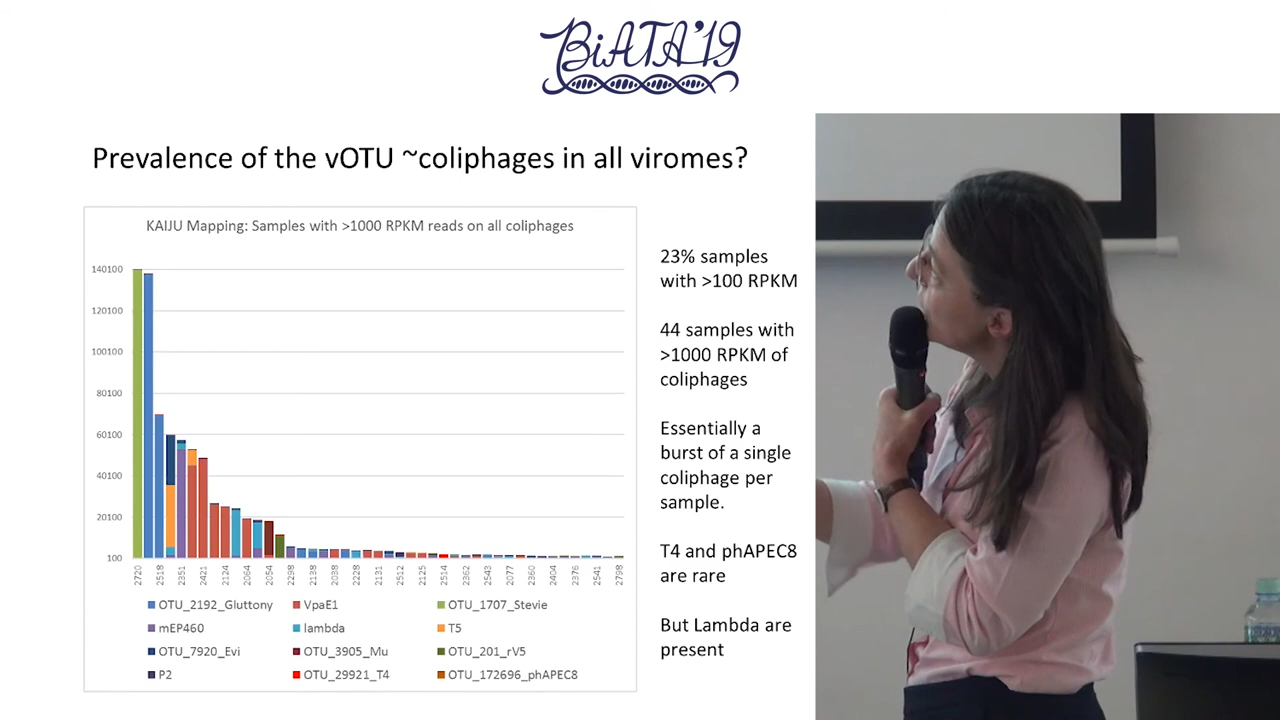 BiATA'19
Prevalence of the vOTU ~coliphages in all viromes?
KAIJU Mapping: Samples with >1000 RPKM reads on all coliphages
140100
120100
100100
80100
60100
40100
20100
100
2720
2518
2351
2421
2124
2064
2054
2298
2138
2038
2228
2131
2512
2125
2514
2362
2543
2077
2360
2404
2376
2541
2798
OTU_2192_Gluttony
VpaE1
OTU_1707_Stevie
mEP460
lambda
T5
OTU_7920_Evi
OTU_3905_Mu
OTU_201_rV5
P2
OTU_29921_T4
OTU_172696_phAPEC8
23% samples
with >100 RPKM
44 samples with
>1000 RPKM of
coliphages
Essentially a
burst of a single
coliphage per
sample.
T4 and phAPEC8
are rare
But Lambda are
present